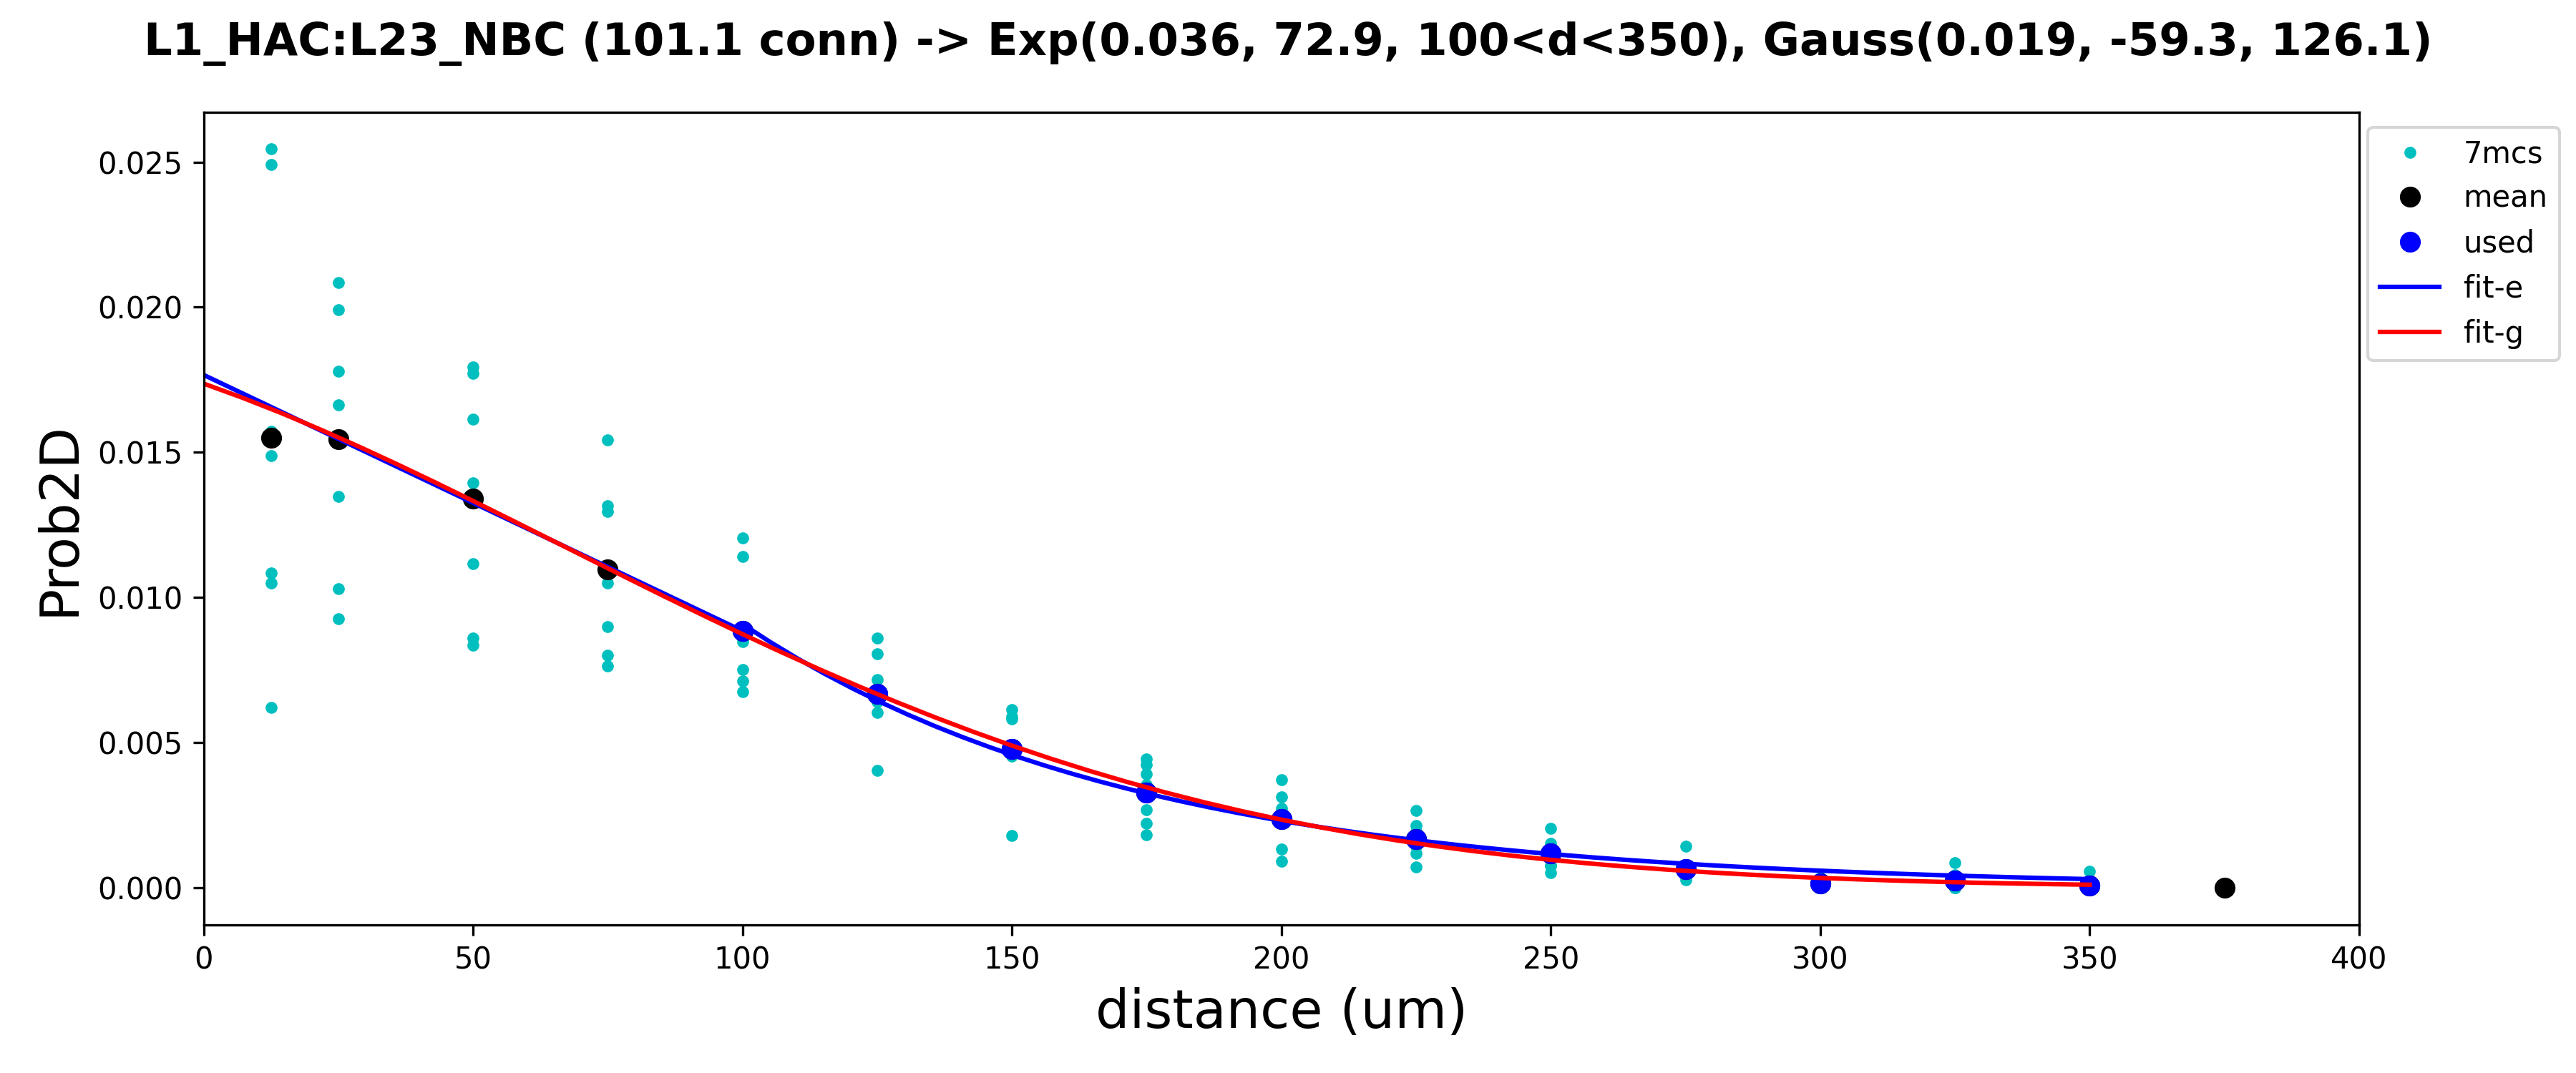 L1_HAC:L23_NBC (101.1 conn) -> Exp(0.036, 72.9, 100<d<350), Gauss(0.019, -59.3, 126.1)
7mcs
mean
used
fit-e
fit-g
0.025
0.020
0.015
0.010
0.005
0.000
Prob2D
0 50 100 150 200 250 300 350 400
distance (um)